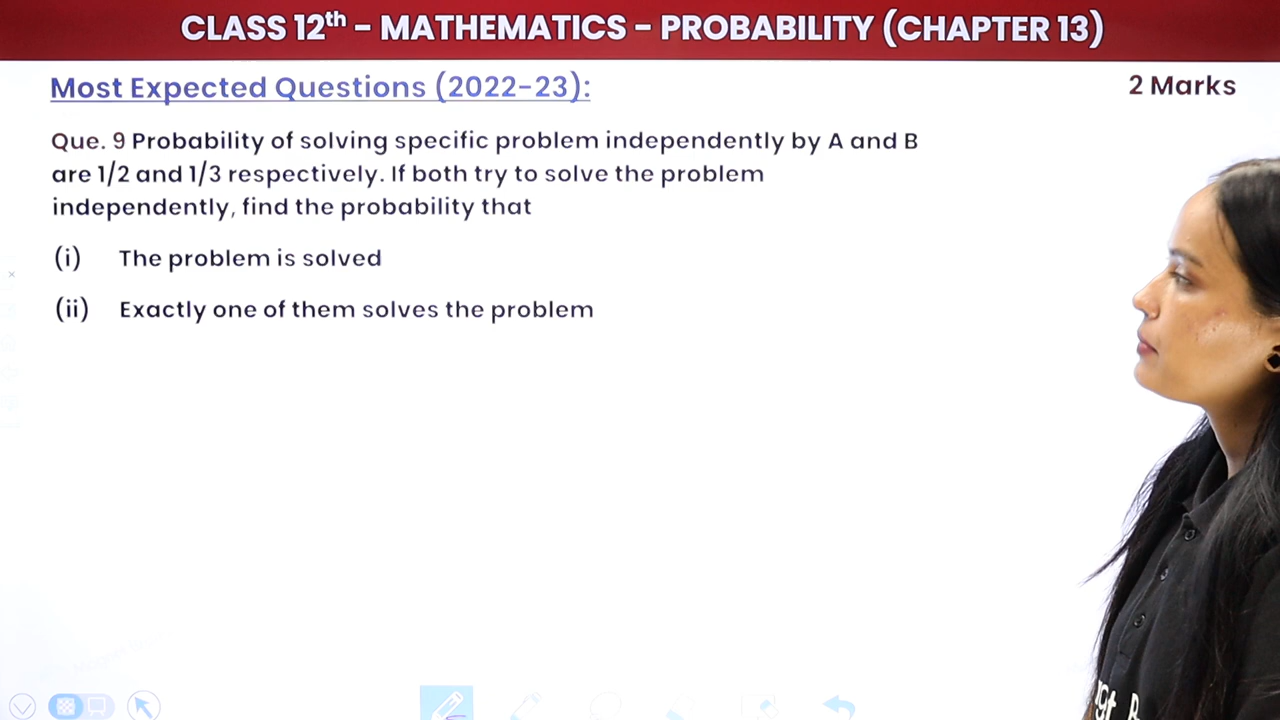 CLASS 12th - MATHEMATICS - PROBABILITY (CHAPTER 13)
Most Expected Questions (2022-23):
2 Marks
Que. 9 Probability of solving specific problem independently by A and B
are 1/2 and 1/3 respectively. If both try to solve the problem
independently, find the probability that
(i) The problem is solved
(ii) Exactly one of them solves the problem